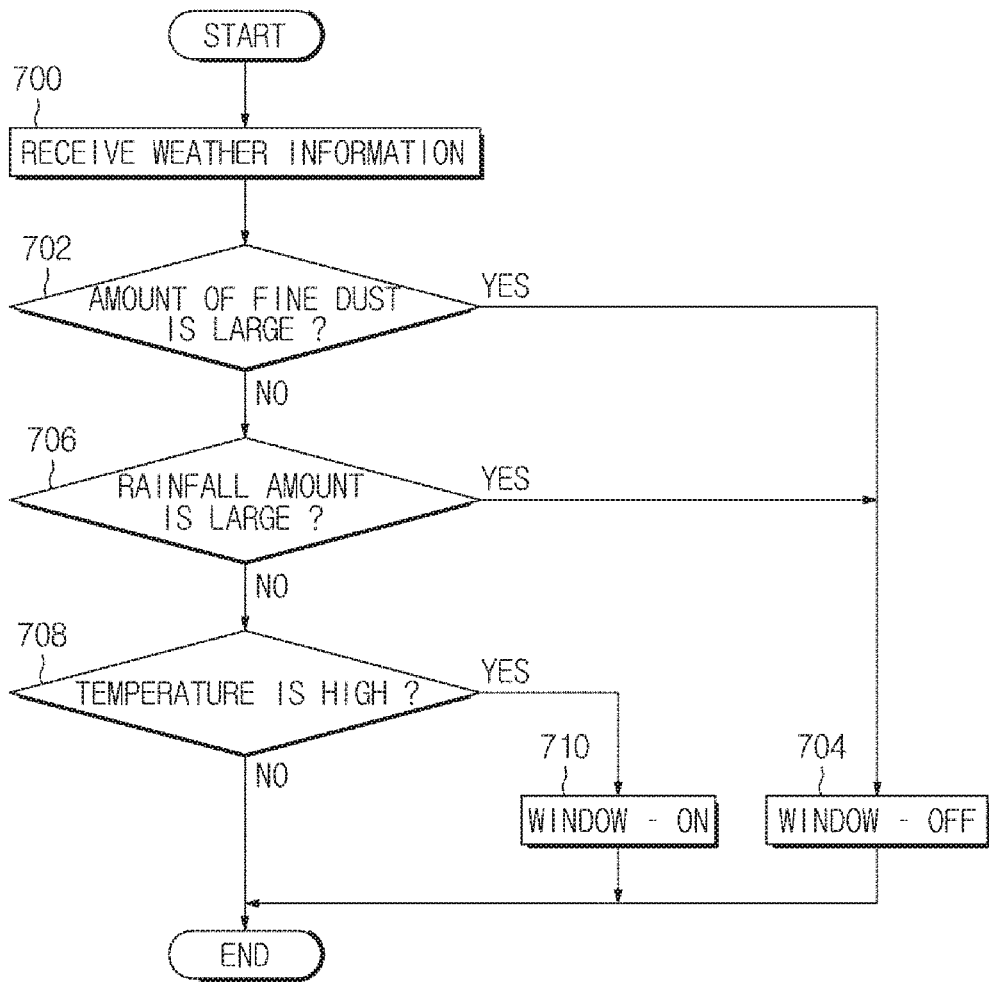 START
700
RECEIVE WEATHER INFORMATION
702
AMOUNT OF FINE DUST
IS LARGE ?
YES
NO
706
RAINFALL AMOUNT
IS LARGE ?
YES
NO
708
TEMPERATURE IS HIGH ?
YES
NO
710
WINDOW - ON
704
WINDOW - OFF
END